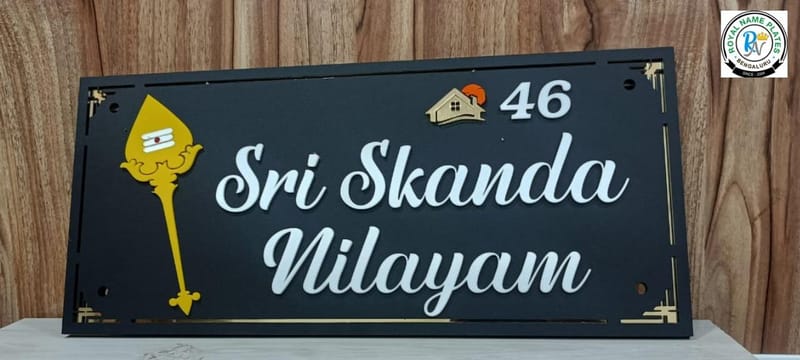 46
Sri Skanda
Nilayam
ROYAL NAME PLATES
BENGALURU